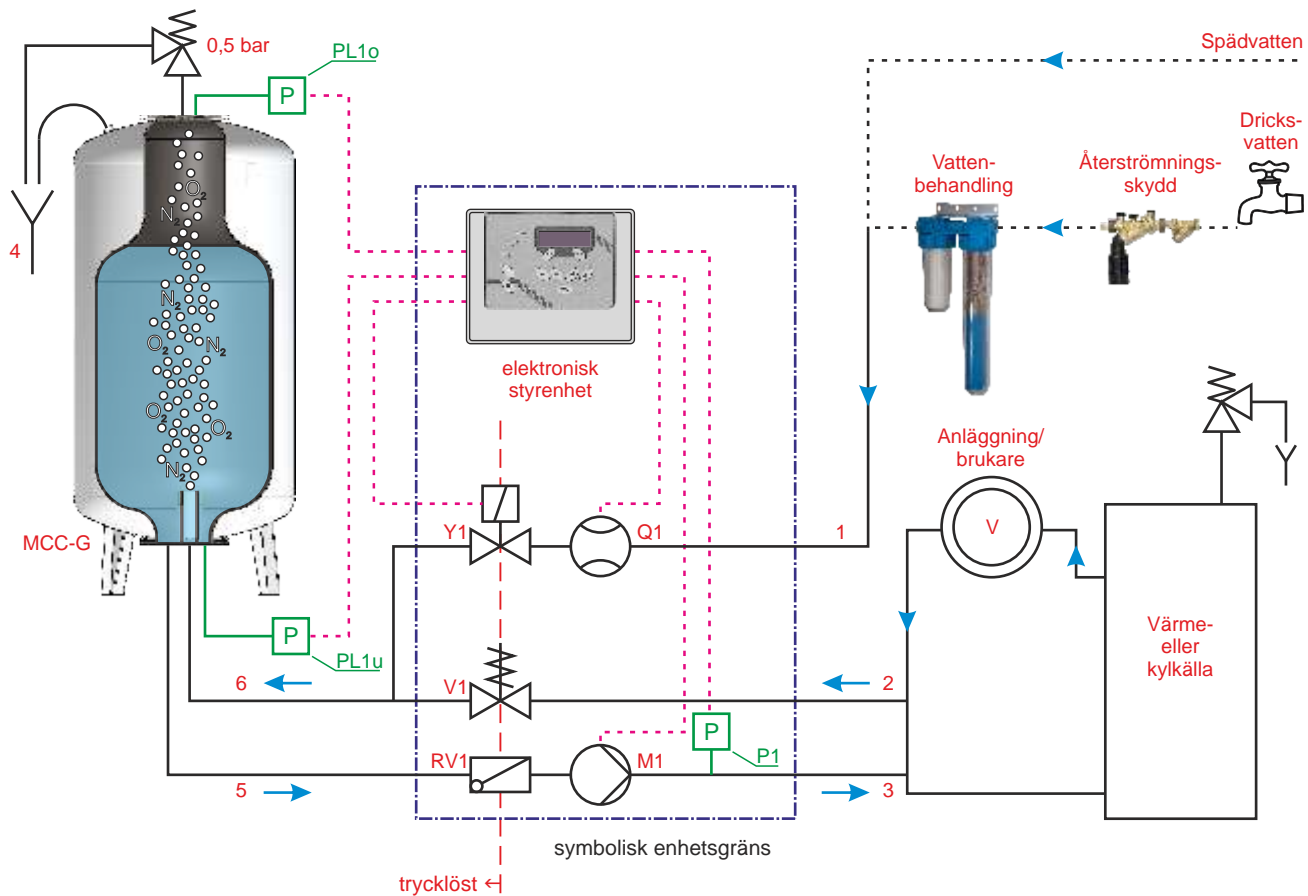 0,5 bar
PL1o
P
Spädvatten
Dricks-
vatten
Vatten-
behandling
Återströmnings-
skydd
4
O2
N2
N2
O2
N2
O2
O2
N2
elektronisk
styrenhet
Anläggning/
brukare
V
MCC-G
Y1
Q1
1
P
PL1u
Värme-
eller
kylkälla
6
V1
2
P
P1
RV1
M1
5
3
symbolisk enhetsgräns
trycklöst